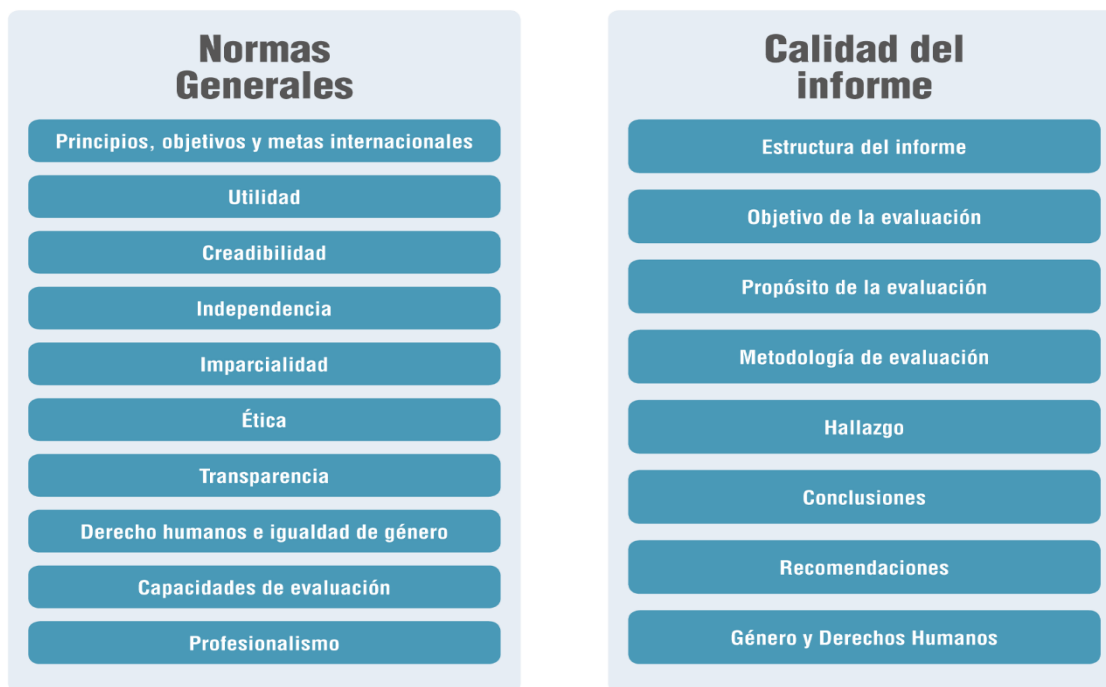 Normas
Generales
Principios, objetivos y metas internacionales
Utilidad
Creadibilidad
Independencia
Imparcialidad
Ética
Transparencia
Derecho humanos e igualdad de género
Capacidades de evaluación
Profesionalismo
Calidad del
informe
Estructura del informe
Objetivo de la evaluación
Propósito de la evaluación
Metodología de evaluación
Hallazgo
Conclusiones
Recomendaciones
Género y Derechos Humanos